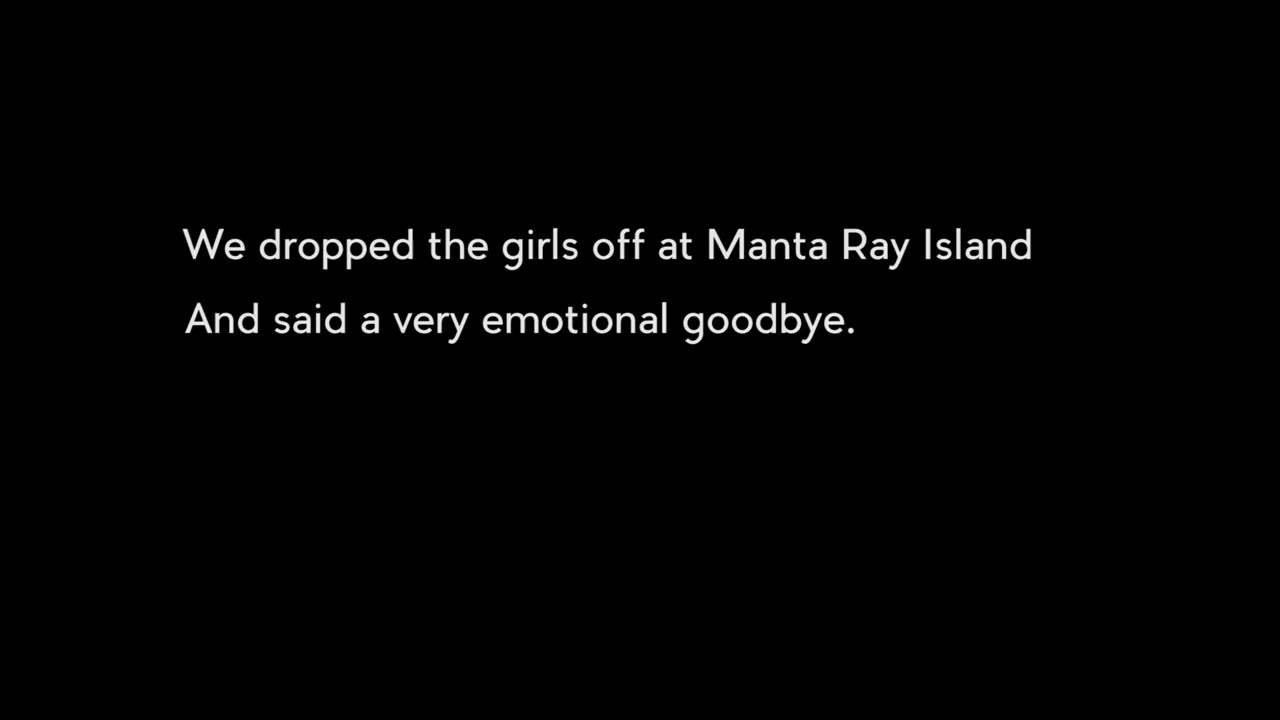 We dropped the girls off at Manta Ray Island
And said a very emotional goodbye.